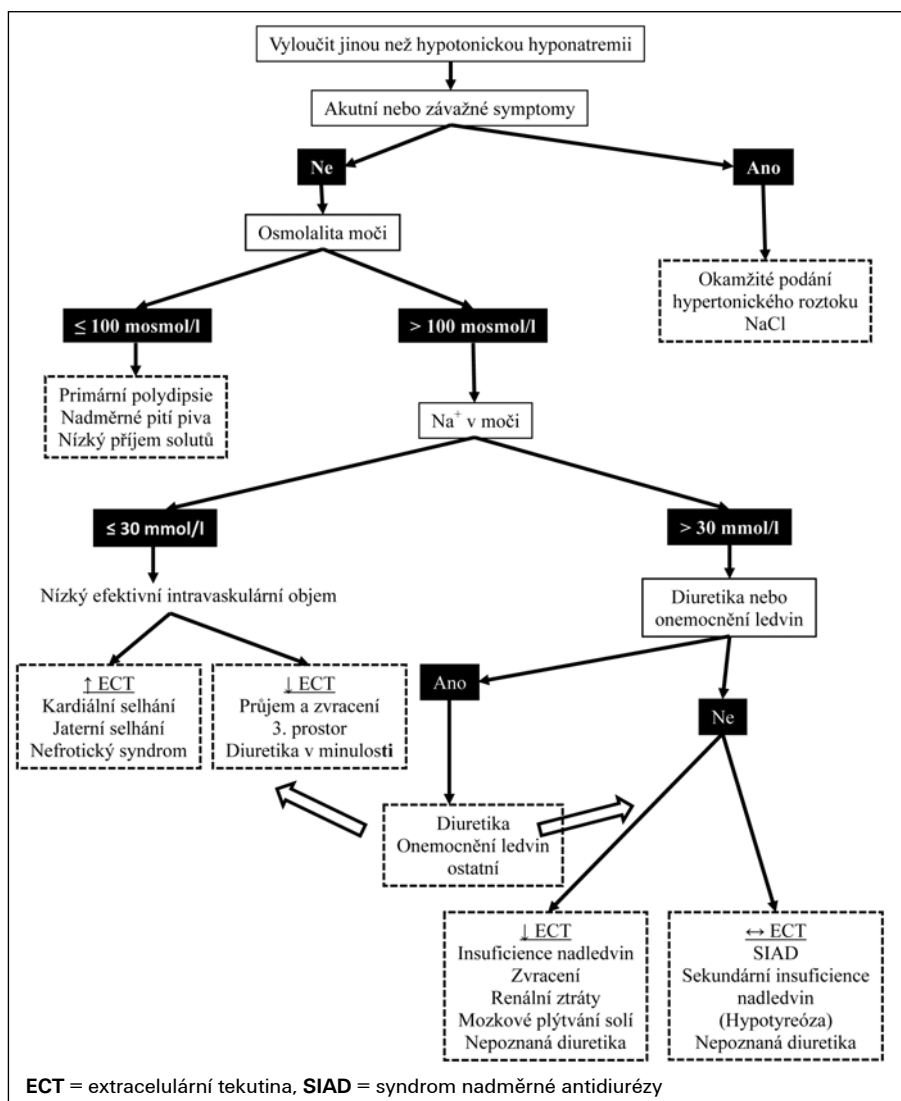 Vyloučit jinou než hypotonickou hyponatremii
Akutní nebo závažné symptomy
Ne
Ano
Osmolalita moči
Okamžité podání
hypertonického roztoku
NaCl
≤ 100 mosmol/l
> 100 mosmol/l
Primární polydipsie
Nadměrné pití piva
Nízký příjem solutů
Na⁺ v moči
≤ 30 mmol/l
> 30 mmol/l
Nízký efektivní intravaskulární objem
Diuretika nebo
onemocnění ledvin
↑ ECT
Kardiální selhání
Jaterní selhání
Nefrotický syndrom
↓ ECT
Průjem a zvracení
3. prostor
Diuretika v minulosti
Ano
Ne
Diuretika
Onemocnění ledvin
ostatní
↓ ECT
Insuficience nadledvin
Zvracení
Renální ztráty
Mozkové plýtvání solí
Nepoznaná diuretika
↔ ECT
SIAD
Sekundární insuficience
nadledvin
(Hypotyreóza)
Nepoznaná diuretika
ECT = extracelulární tekutina, SIAD = syndrom nadměrné antidiurézy